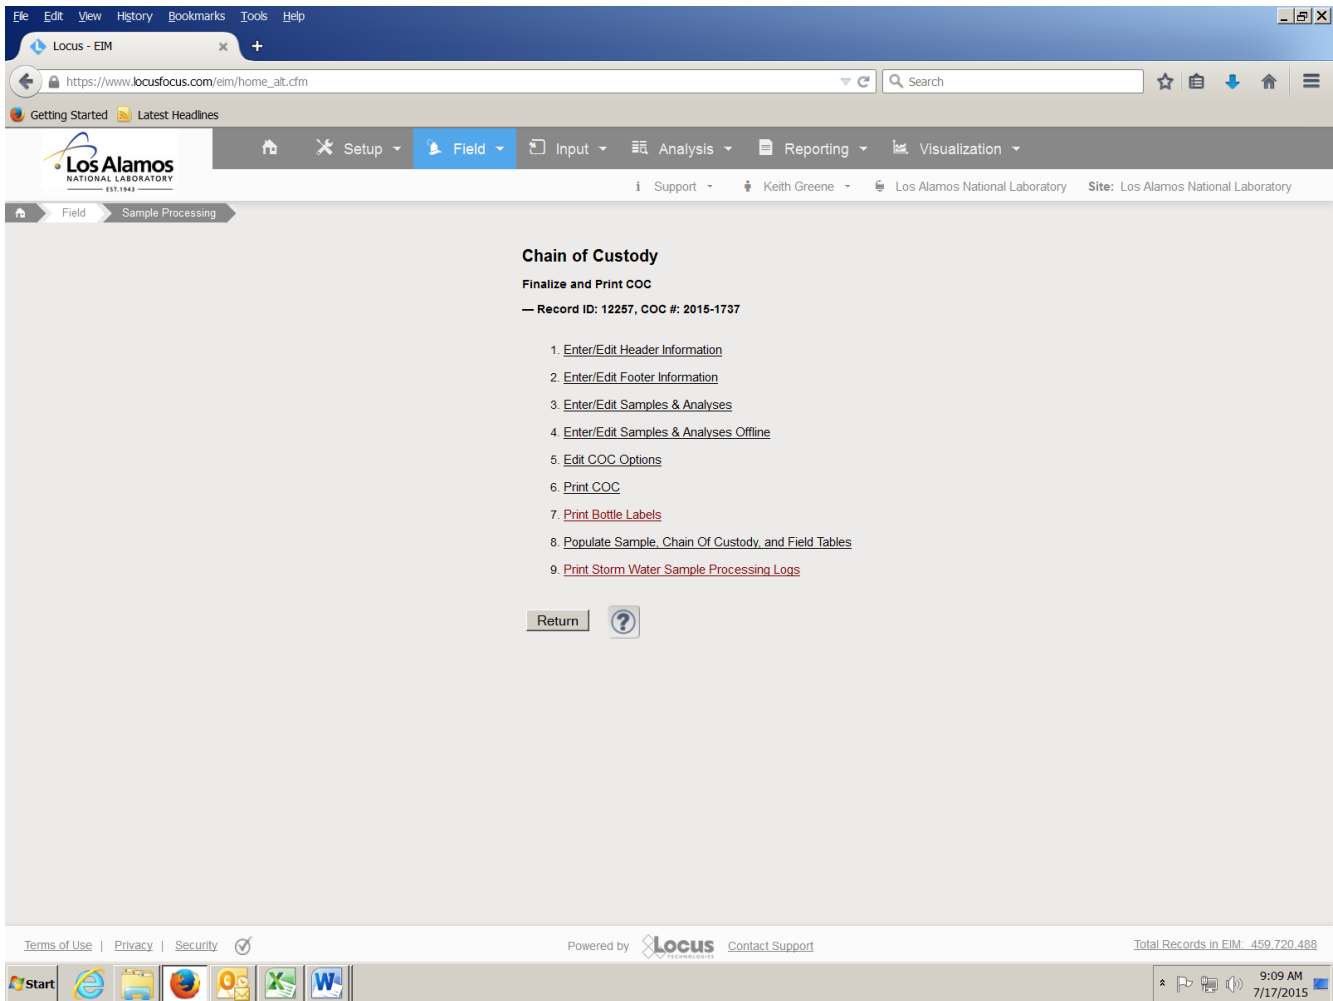 File Edit View History Bookmarks Tools Help
Locus - EIM
https://www.locusfocus.com/eim/home_alt.cfm
Search
Getting Started Latest Headlines
Los Alamos
NATIONAL LABORATORY
EST.1943
Setup Field Input Analysis Reporting Visualization
Support Keith Greene Los Alamos National Laboratory Site: Los Alamos National Laboratory
Field Sample Processing
Chain of Custody
Finalize and Print COC
— Record ID: 12257, COC #: 2015-1737
1. Enter/Edit Header Information
2. Enter/Edit Footer Information
3. Enter/Edit Samples & Analyses
4. Enter/Edit Samples & Analyses Offline
5. Edit COC Options
6. Print COC
7. Print Bottle Labels
8. Populate Sample, Chain Of Custody, and Field Tables
9. Print Storm Water Sample Processing Logs
Return ?
Terms of Use | Privacy | Security Powered by Locus TECHNOLOGIES Contact Support Total Records in EIM: 459,720,488
Start
9:09 AM
7/17/2015